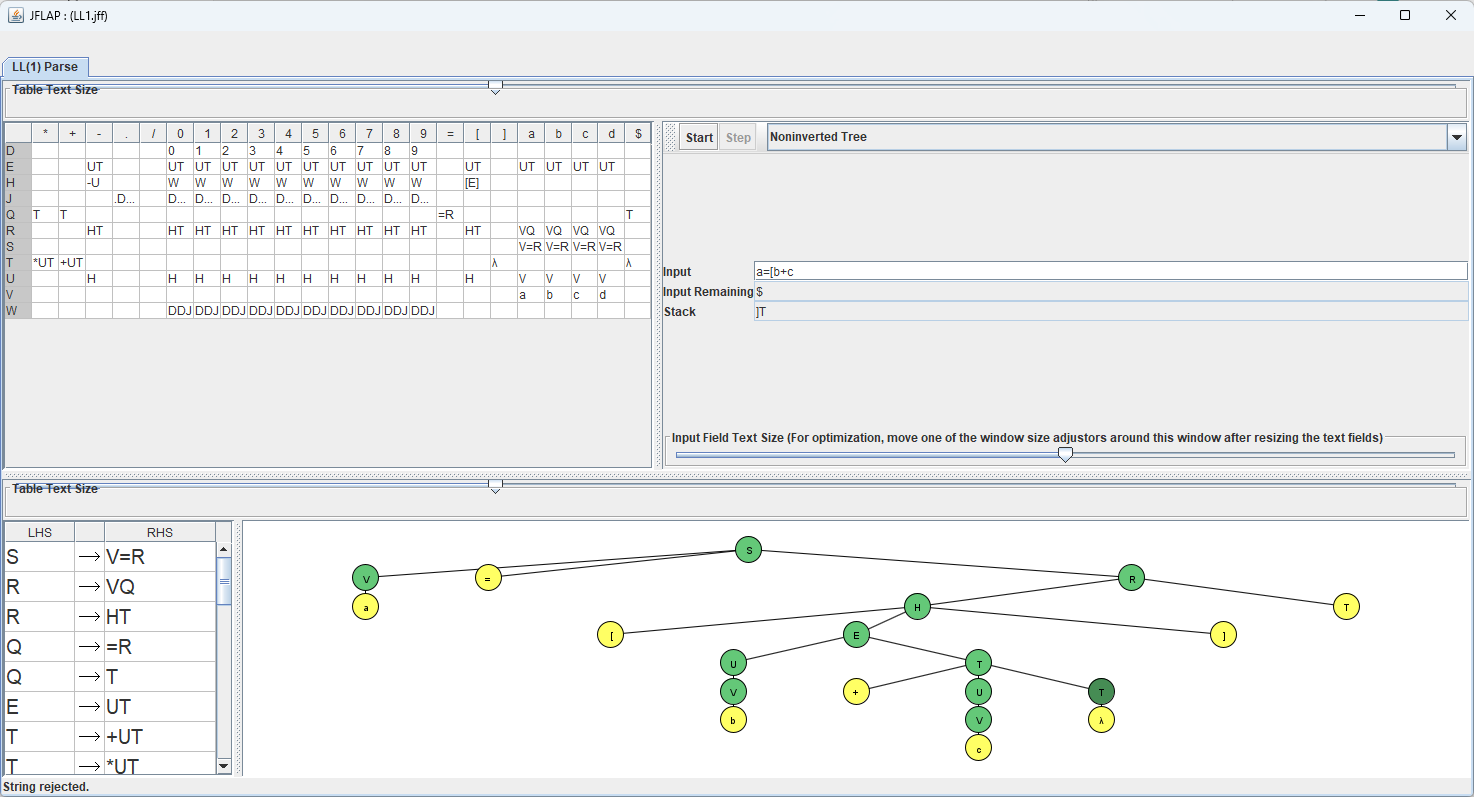 JFLAP : (LL1.jff)
LL(1) Parse
Table Text Size
* + - . / 0 1 2 3 4 5 6 7 8 9 = [ ] a b c d $
D 0 1 2 3 4 5 6 7 8 9
E UT UT UT UT UT UT UT UT UT UT UT UT UT UT UT UT
H -U W W W W W W W W W W [E]
J .D... D... D... D... D... D... D... D... D... D... D...
Q T T =R T
R HT HT HT HT HT HT HT HT HT HT HT HT VQ VQ VQ VQ
S V=R V=R V=R V=R
T *UT +UT λ λ
U H H H H H H H H H H H H V V V V
V a b c d
W DDJ DDJ DDJ DDJ DDJ DDJ DDJ DDJ DDJ DDJ
Start Step Noninverted Tree
Input a=[b+c
Input Remaining $
Stack ]T
Input Field Text Size (For optimization, move one of the window size adjustors around this window after resizing the text fields)
Table Text Size
LHS RHS
S → V=R
R → VQ
R → HT
Q → =R
Q → T
E → UT
T → +UT
T → *UT
S
V = R
a H T
[ E ]
U T
V + U T
b V λ
c
String rejected.